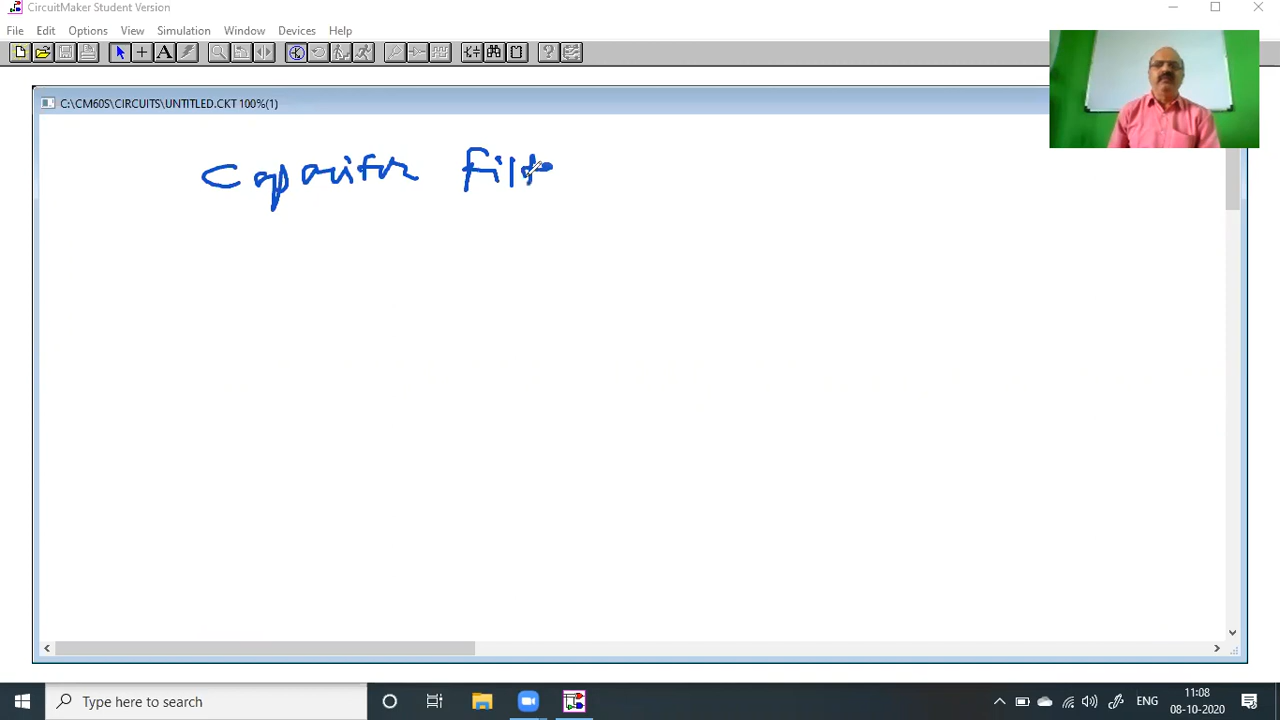 CircuitMaker Student Version
File Edit Options View Simulation Window Devices Help
C:\CM60S\CIRCUITS\UNTITLED.CKT 100%(1)
Capacitor Filt
Type here to search
ENG
11:08
08-10-2020